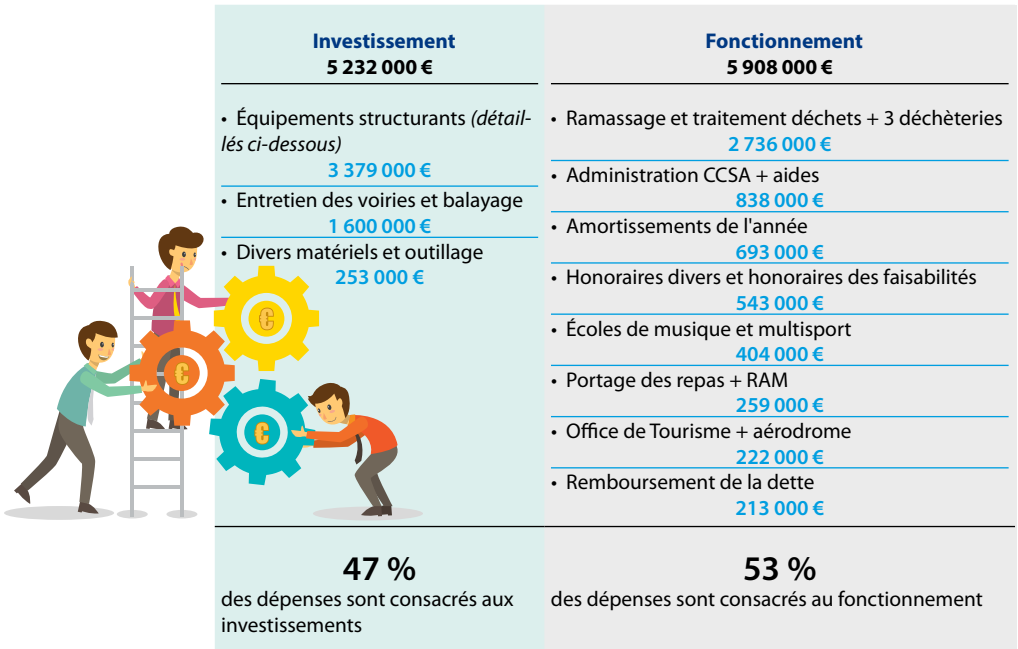 Investissement
5 232 000 €
• Équipements structurants (détail-
lés ci-dessous)
3 379 000 €
• Entretien des voiries et balayage
1 600 000 €
• Divers matériels et outillage
253 000 €
€
€
€
47 %
des dépenses sont consacrés aux
investissements
Fonctionnement
5 908 000 €
• Ramassage et traitement déchets + 3 déchèteries
2 736 000 €
• Administration CCSA + aides
838 000 €
• Amortissements de l'année
693 000 €
• Honoraires divers et honoraires des faisabilités
543 000 €
• Écoles de musique et multisport
404 000 €
• Portage des repas + RAM
259 000 €
• Office de Tourisme + aérodrome
222 000 €
• Remboursement de la dette
213 000 €
53 %
des dépenses sont consacrés au fonctionnement